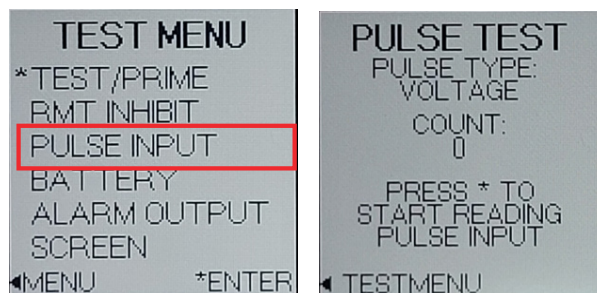 TEST MENU
*TEST/PRIME
RMT INHIBIT
PULSE INPUT
BATTERY
ALARM OUTPUT
SCREEN
◀MENU *ENTER
PULSE TEST
PULSE TYPE:
VOLTAGE
COUNT:
0
PRESS * TO
START READING
PULSE INPUT
◀ TESTMENU